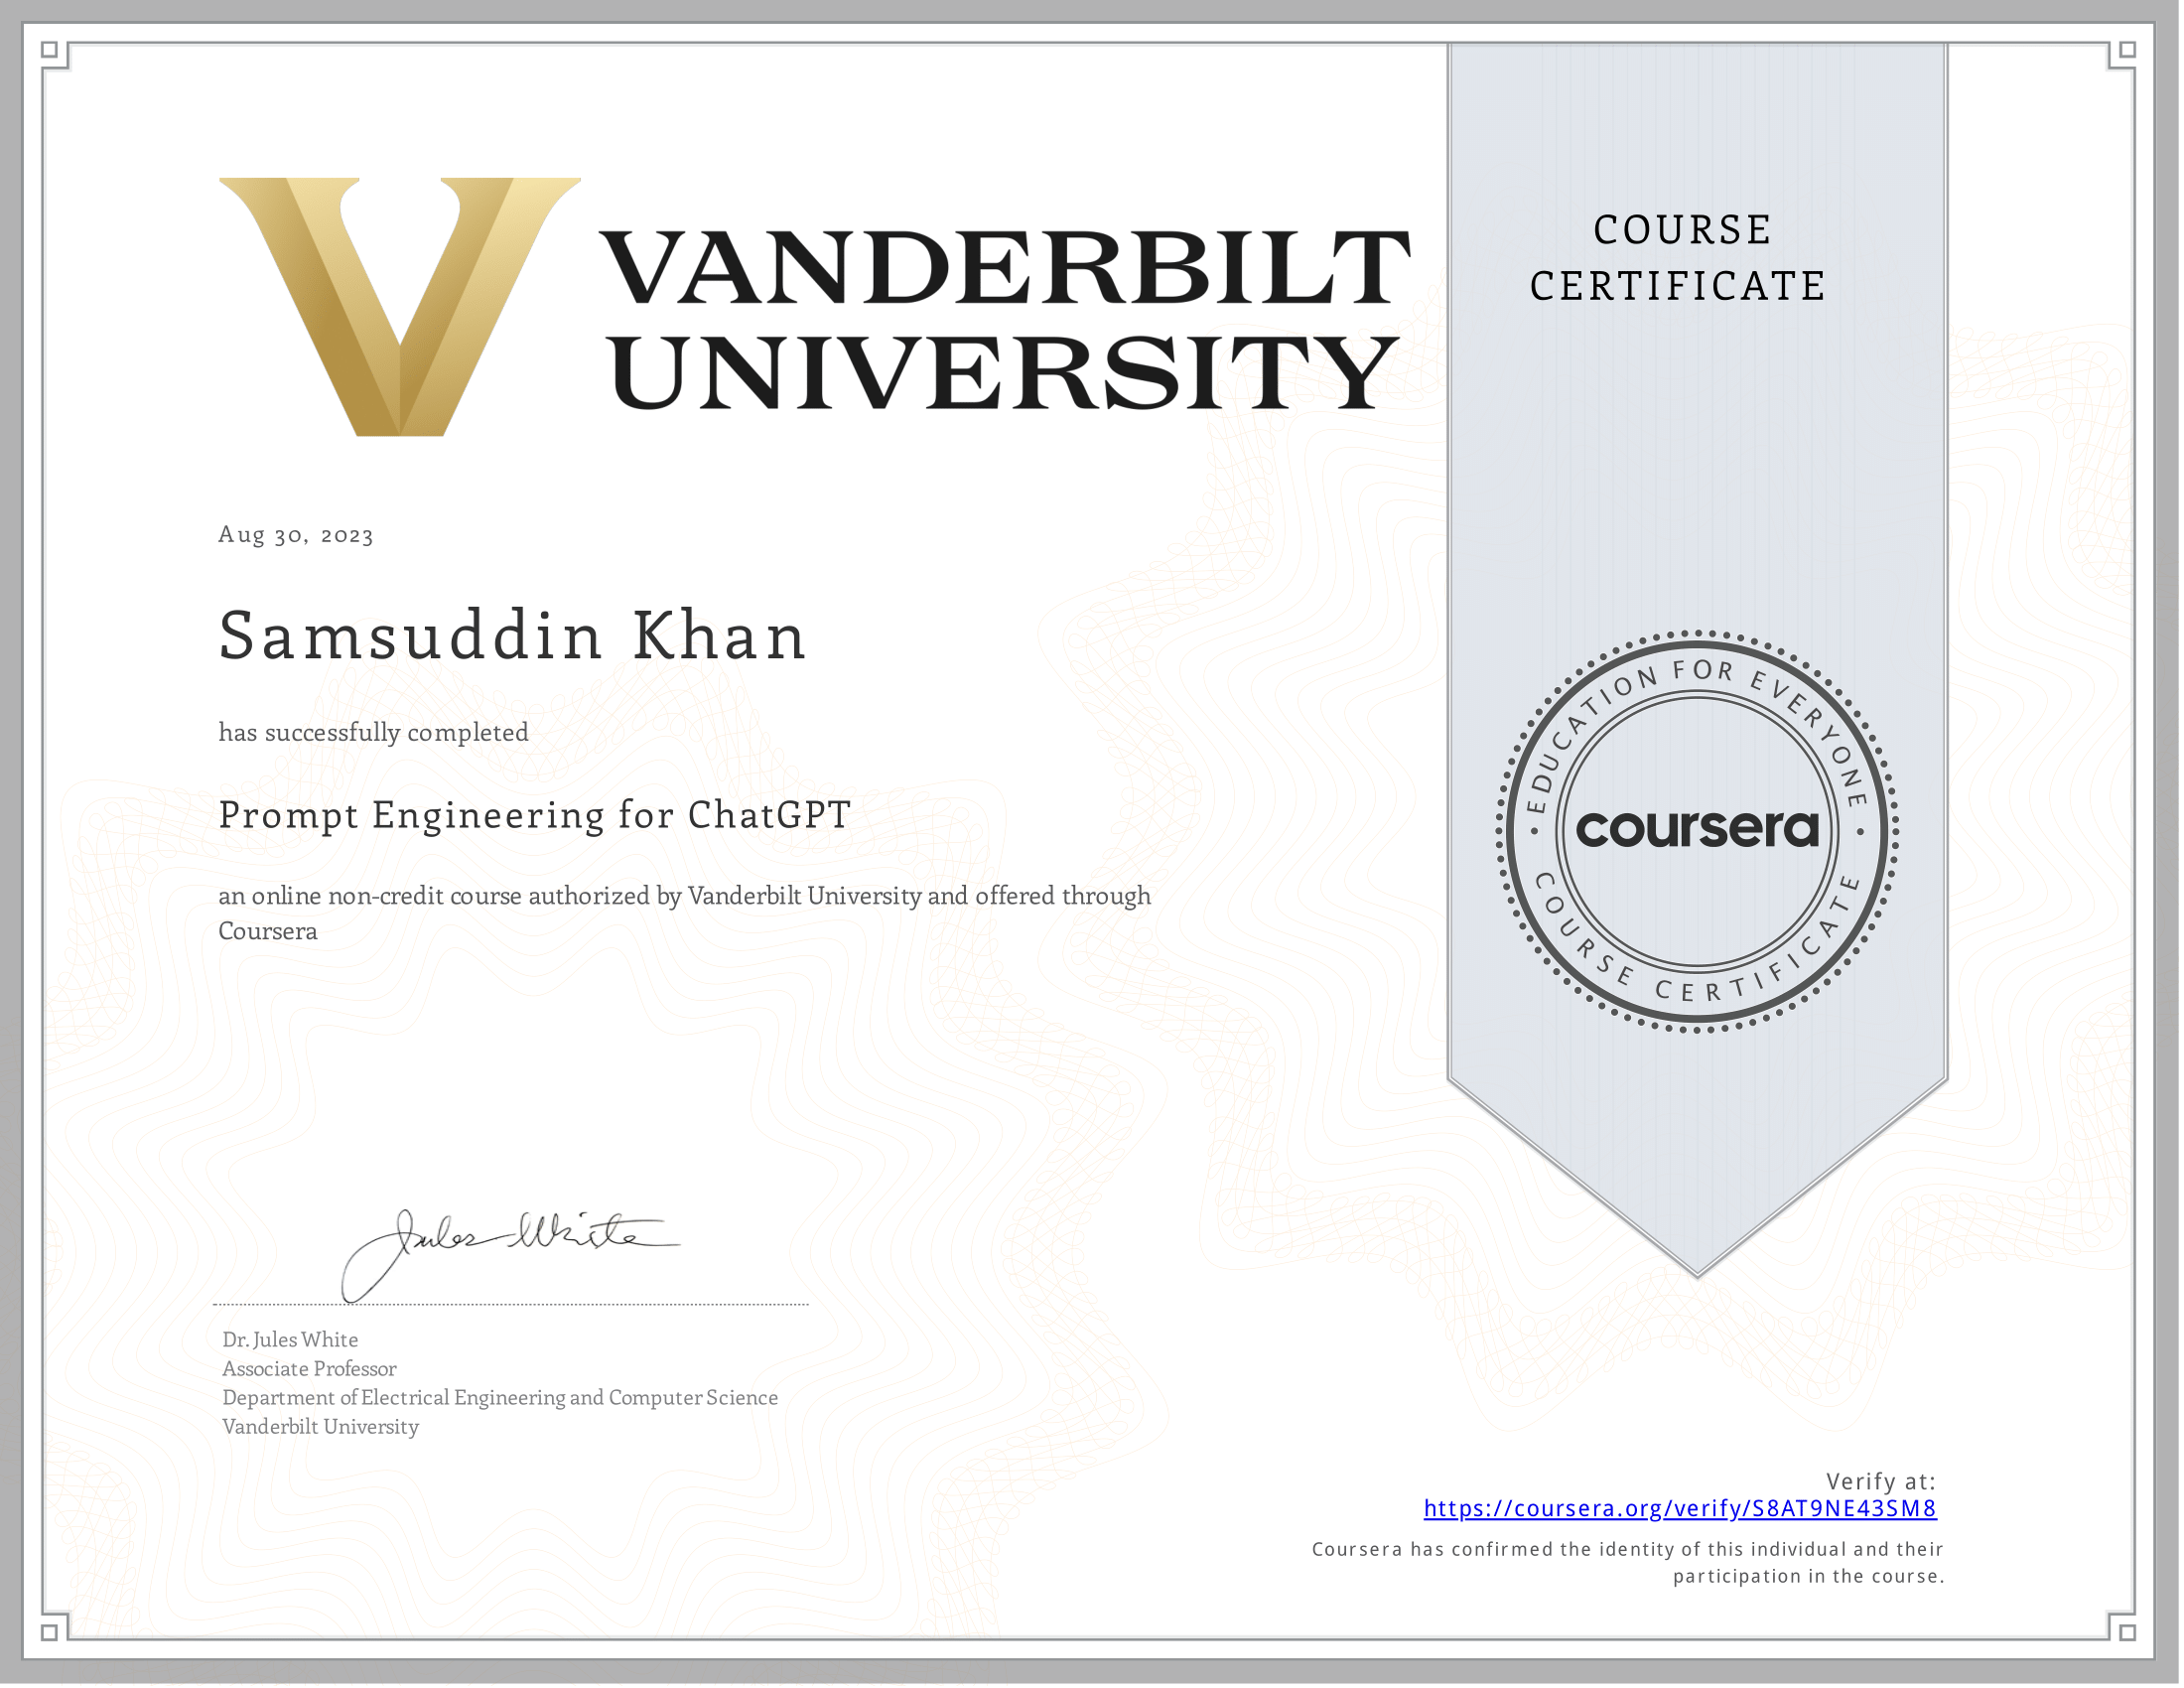 VANDERBILT
UNIVERSITY
COURSE
CERTIFICATE
Aug 30, 2023
Samsuddin Khan
has successfully completed
Prompt Engineering for ChatGPT
an online non-credit course authorized by Vanderbilt University and offered through
Coursera
EDUCATION FOR EVERYONE
coursera
COURSE CERTIFICATE
Jules White
Dr. Jules White
Associate Professor
Department of Electrical Engineering and Computer Science
Vanderbilt University
Verify at:
https://coursera.org/verify/S8AT9NE43SM8
Coursera has confirmed the identity of this individual and their
participation in the course.